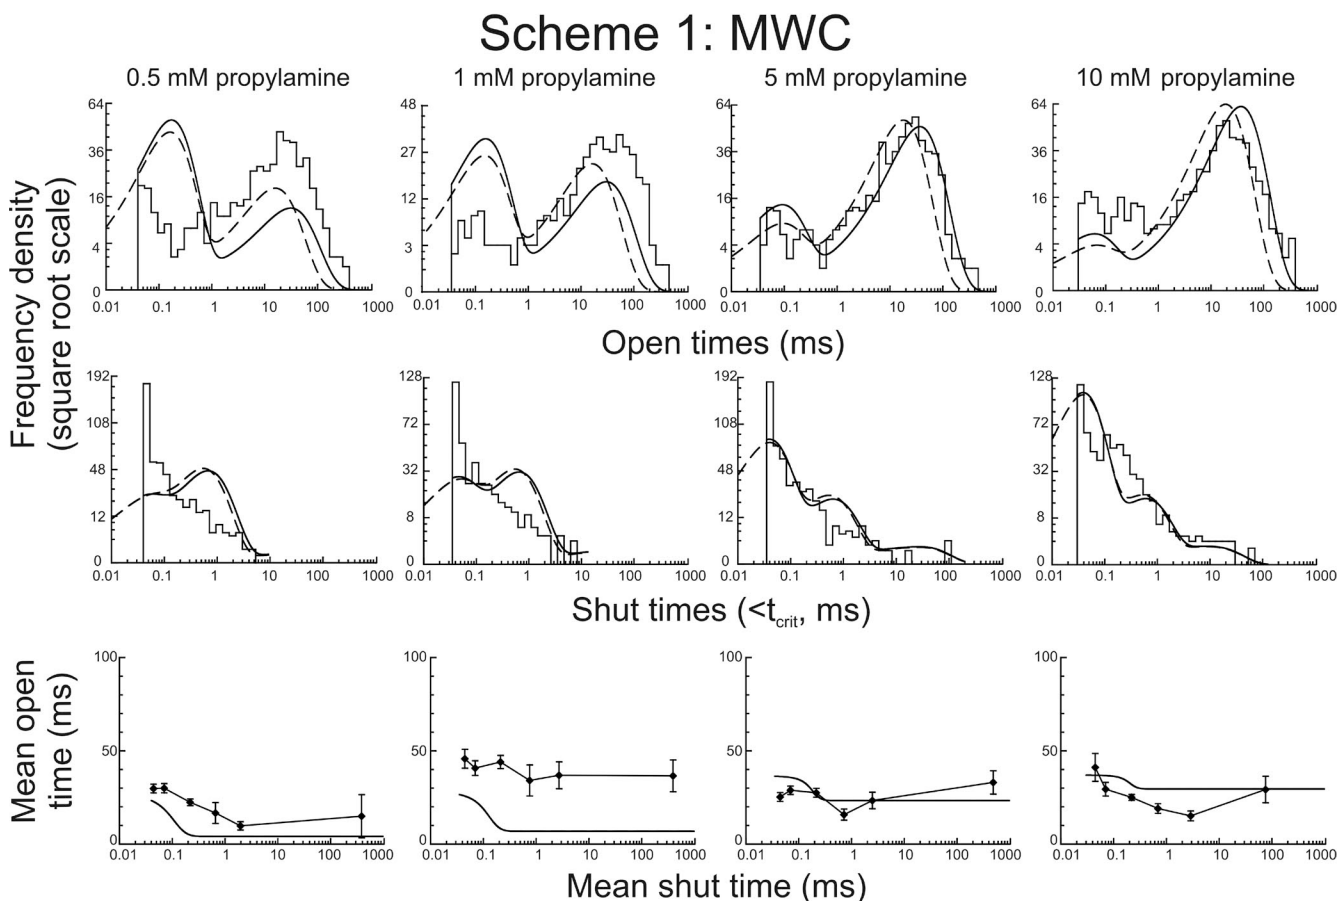 Scheme 1: MWC
0.5 mM propylamine
1 mM propylamine
5 mM propylamine
10 mM propylamine
Frequency density
(square root scale)
64
36
16
4
0
0.01 0.1 1 10 100 1000
48
27
12
3
0
0.01 0.1 1 10 100 1000
64
36
16
4
0
0.01 0.1 1 10 100 1000
64
36
16
4
0
0.01 0.1 1 10 100 1000
Open times (ms)
192
108
48
12
0
0.01 0.1 1 10 100 1000
128
72
32
8
0
0.01 0.1 1 10 100 1000
192
108
48
12
0
0.01 0.1 1 10 100 1000
128
72
32
8
0
0.01 0.1 1 10 100 1000
Shut times (<tcrit, ms)
Mean open
time (ms)
100
50
0
0.01 0.1 1 10 100 1000
100
50
0
0.01 0.1 1 10 100 1000
100
50
0
0.01 0.1 1 10 100 1000
100
50
0
0.01 0.1 1 10 100 1000
Mean shut time (ms)